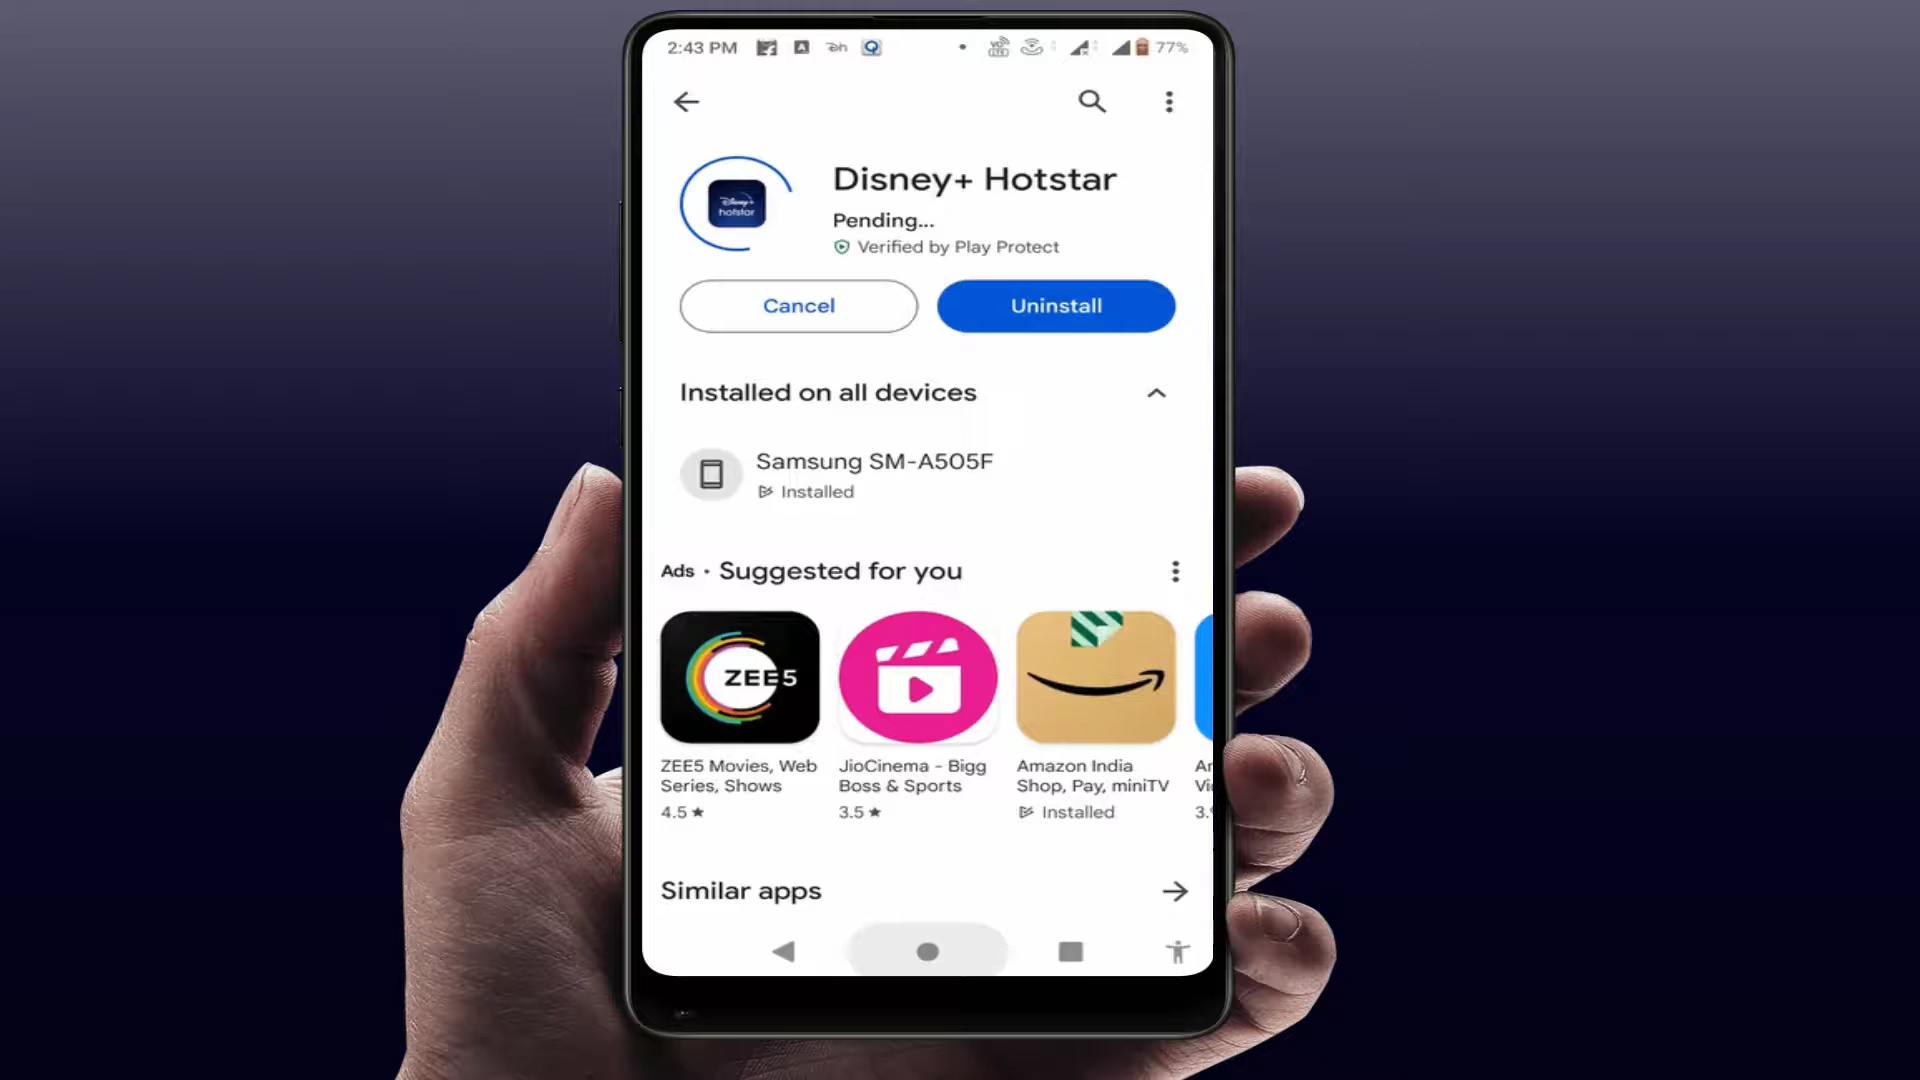 2:43 PM
77%
Disney+ Hotstar
Disney+
hotstar
Pending...
Verified by Play Protect
Cancel
Uninstall
Installed on all devices
Samsung SM-A505F
Installed
Ads · Suggested for you
ZEE5
ZEE5 Movies, Web
Series, Shows
4.5 ★
JioCinema - Bigg
Boss & Sports
3.5 ★
Amazon India
Shop, Pay, miniTV
Installed
3.9
Similar apps